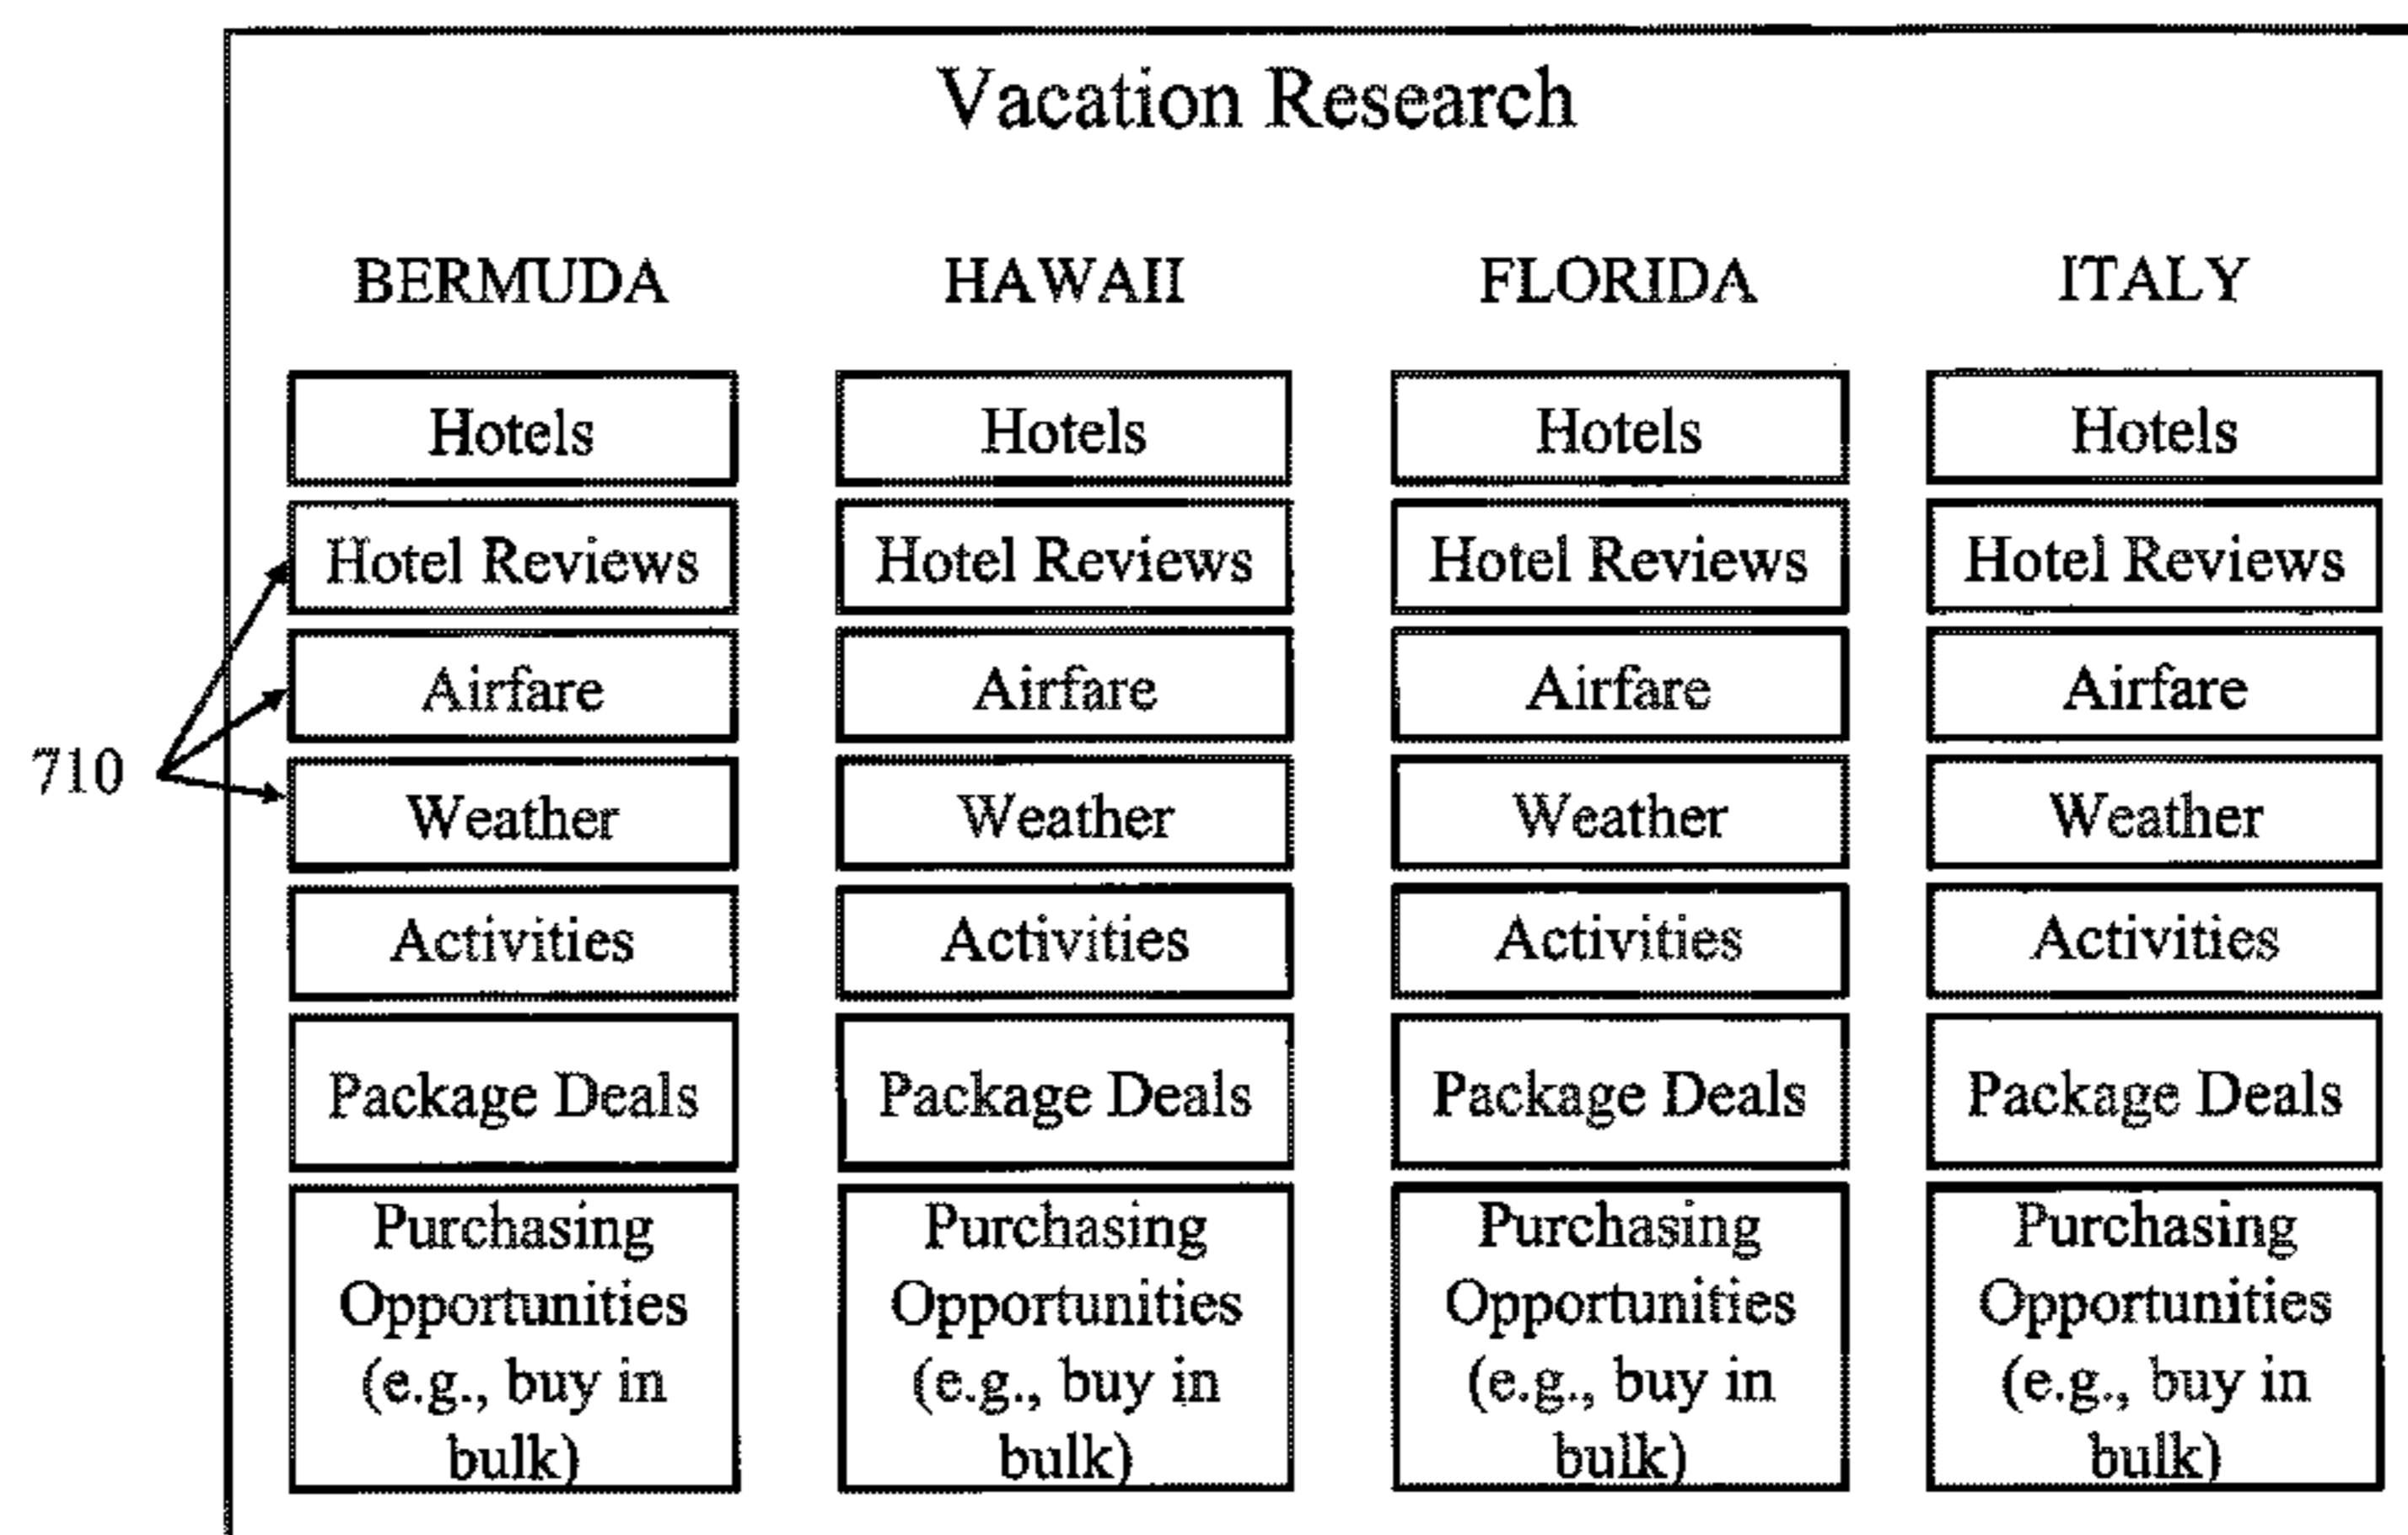 Vacation Research
BERMUDA HAWAII FLORIDA ITALY
Hotels Hotels Hotels Hotels
Hotel Reviews Hotel Reviews Hotel Reviews Hotel Reviews
Airfare Airfare Airfare Airfare
710
Weather Weather Weather Weather
Activities Activities Activities Activities
Package Deals Package Deals Package Deals Package Deals
Purchasing Purchasing Purchasing Purchasing
Opportunities Opportunities Opportunities Opportunities
(e.g., buy in (e.g., buy in (e.g., buy in (e.g., buy in
bulk) bulk) bulk) bulk)